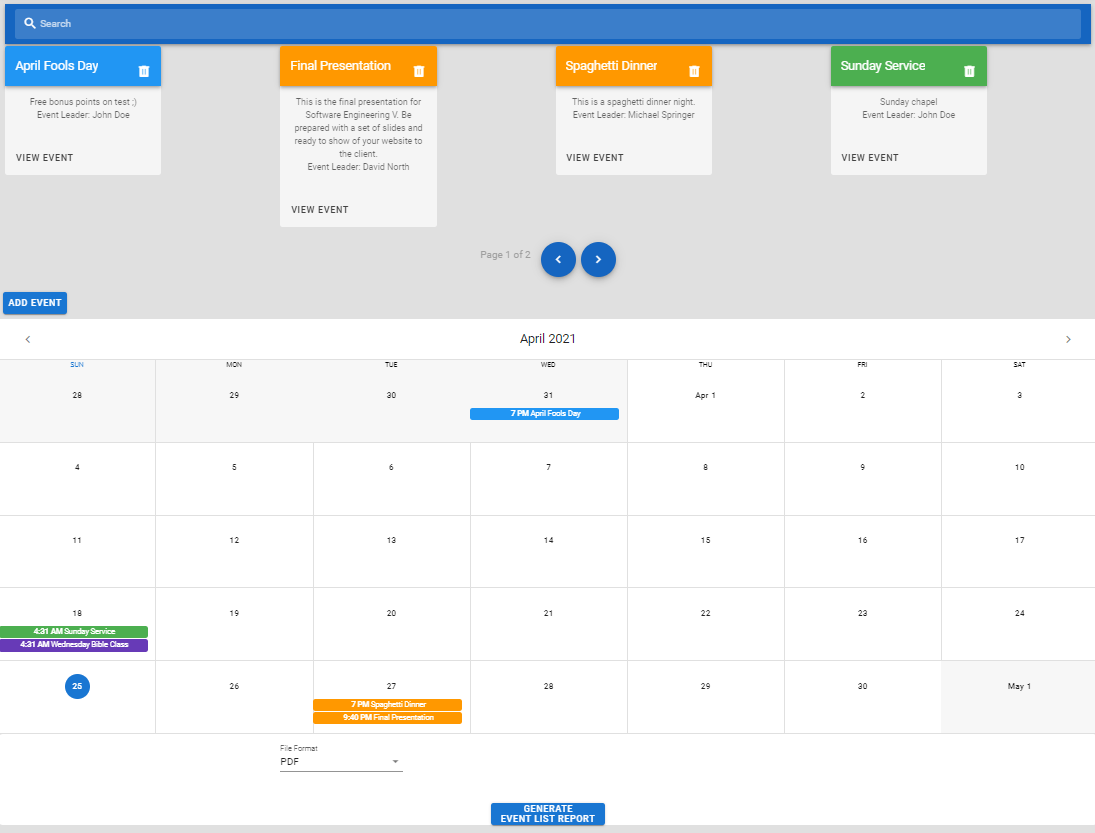 Search
April Fools Day
Free bonus points on test ;)
Event Leader: John Doe
VIEW EVENT
Final Presentation
This is the final presentation for
Software Engineering V. Be
prepared with a set of slides and
ready to show of your website to
the client.
Event Leader: David North
VIEW EVENT
Spaghetti Dinner
This is a spaghetti dinner night.
Event Leader: Michael Springer
VIEW EVENT
Sunday Service
Sunday chapel
Event Leader: John Doe
VIEW EVENT
Page 1 of 2
ADD EVENT
April 2021
SUN MON TUE WED THU FRI SAT
28 29 30 31 Apr 1 2 3
7 PM April Fools Day
4 5 6 7 8 9 10
11 12 13 14 15 16 17
18 19 20 21 22 23 24
4:31 AM Sunday Service
4:31 AM Wednesday Bible Class
25 26 27 28 29 30 May 1
7 PM Spaghetti Dinner
9:40 PM Final Presentation
File Format
PDF
GENERATE
EVENT LIST REPORT